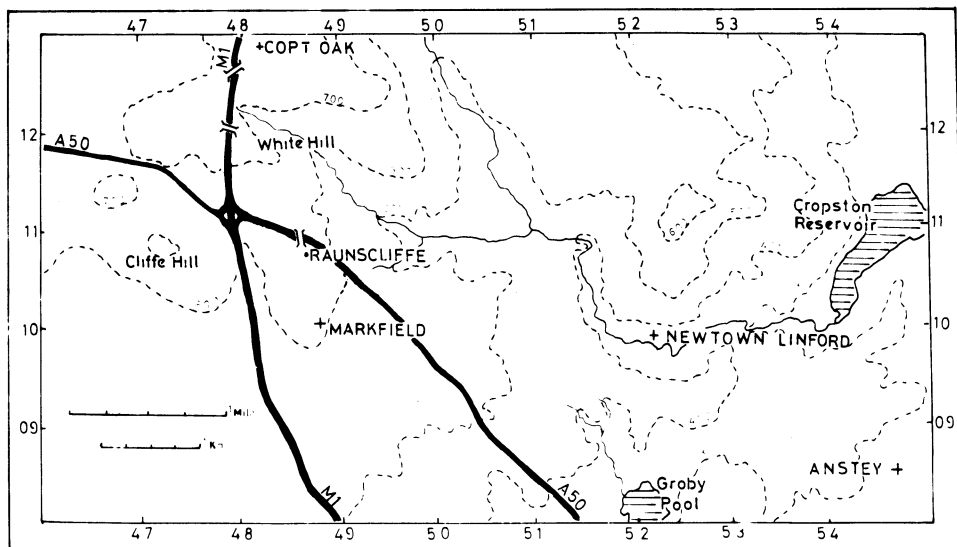 47 48 50 51 52 53 54
M1
+COPT OAK
700
12 12
A50
White Hill
Cropston
Reservoir
11 11
Cliffe Hill
RAUNSCLIFFE
10 10
+ MARKFIELD
+ NEWTOWN LINFORD
09 09
ANSTEY +
M1
A50
Groby
Pool
47 48 49 50 51 52 53 54